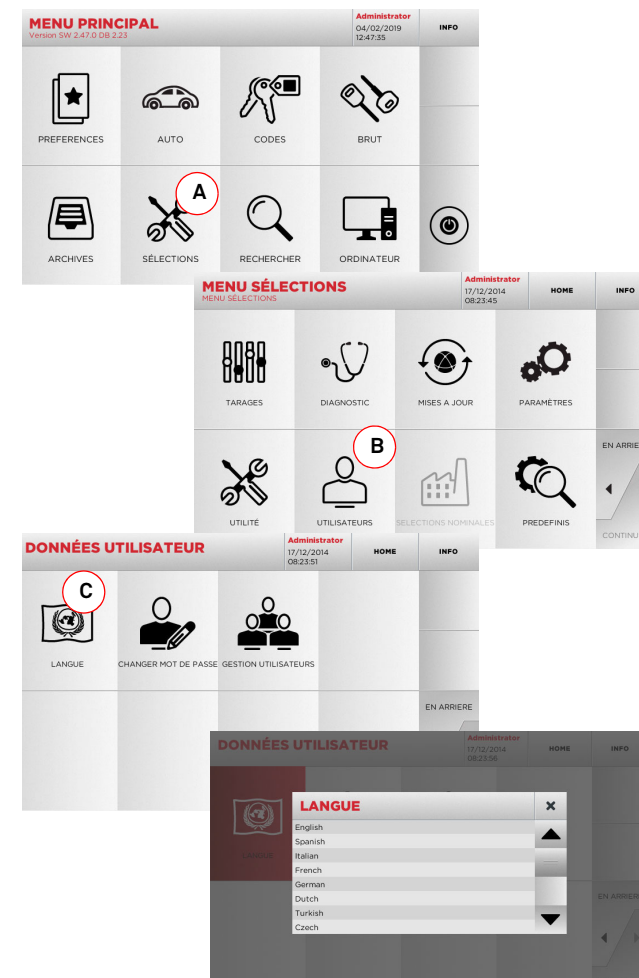 MENU PRINCIPAL
Version SW 2.47.0 DB 2.23
Administrator
04/02/2019
12:47:35
INFO
PREFERENCES
AUTO
CODES
BRUT
A
ARCHIVES
SÉLECTIONS
RECHERCHER
ORDINATEUR
MENU SÉLECTIONS
MENU SÉLECTIONS
Administrator
17/12/2014
08:23:45
HOME
INFO
TARAGES
DIAGNOSTIC
MISES A JOUR
PARAMÈTRES
B
EN ARRIE
UTILITÉ
UTILISATEURS
SELECTIONS NOMINALES
PREDEFINIS
CONTINU
DONNÉES UTILISATEUR
Administrator
17/12/2014
08:23:51
HOME
INFO
C
LANGUE
CHANGER MOT DE PASSE
GESTION UTILISATEURS
EN ARRIERE
DONNÉES UTILISATEUR
Administrator
17/12/2014
08:23:56
HOME
INFO
LANGUE
LANGUE
English
Spanish
Italian
French
German
Dutch
Turkish
Czech
EN ARRIERE